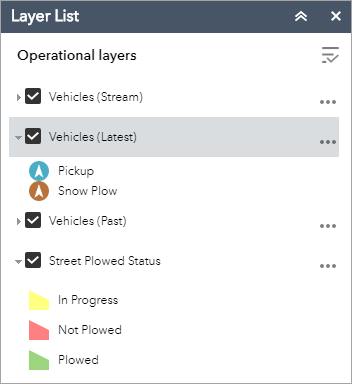 Layer List
Operational layers
Vehicles (Stream)
Vehicles (Latest)
Pickup
Snow Plow
Vehicles (Past)
Street Plowed Status
In Progress
Not Plowed
Plowed